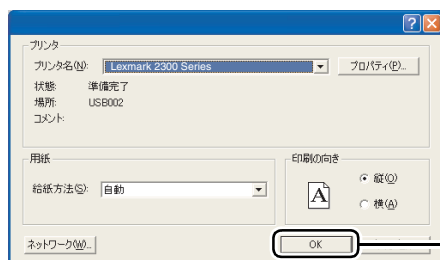 プリンタ
プリンタ名(N): Lexmark 2300 Series プロパティ(P)...
状態: 準備完了
場所: USB002
コメント:
用紙
給紙方法(S): 自動
印刷の向き
A
縦(O)
横(A)
ネットワーク(W)... OK